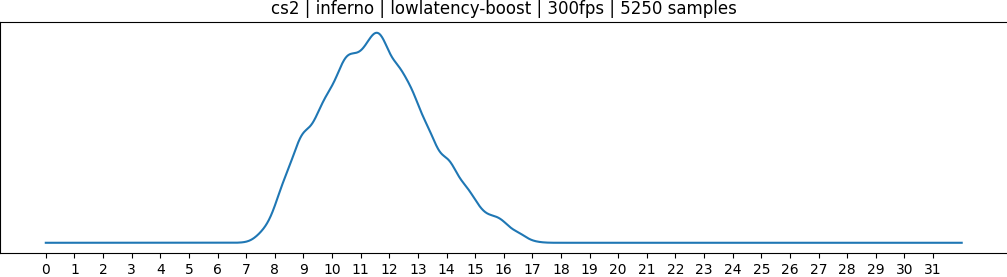 cs2 | inferno | lowlatency-boost | 300fps | 5250 samples
0 1 2 3 4 5 6 7 8 9 10 11 12 13 14 15 16 17 18 19 20 21 22 23 24 25 26 27 28 29 30 31